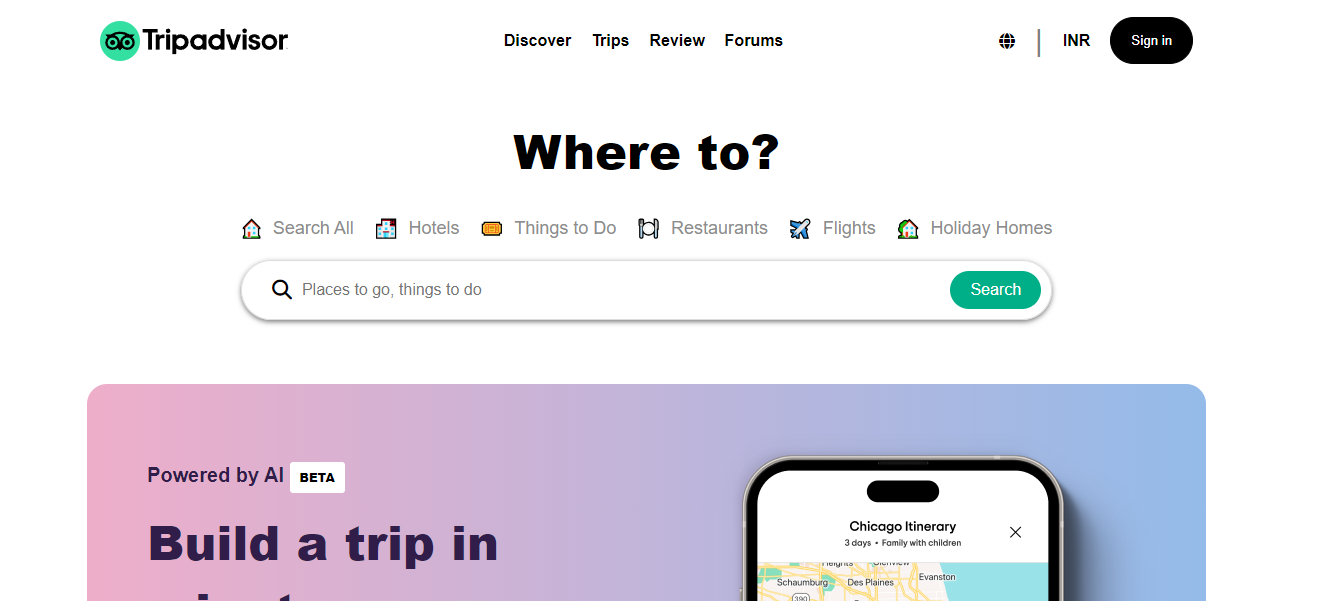 Tripadvisor
Discover Trips Review Forums
INR
Sign in
Where to?
Search All Hotels Things to Do Restaurants Flights Holiday Homes
Places to go, things to do
Search
Powered by AI BETA
Build a trip in
Chicago Itinerary
3 days • Family with children
Heights Glenview
Evanston
Schaumburg Des Plaines
390